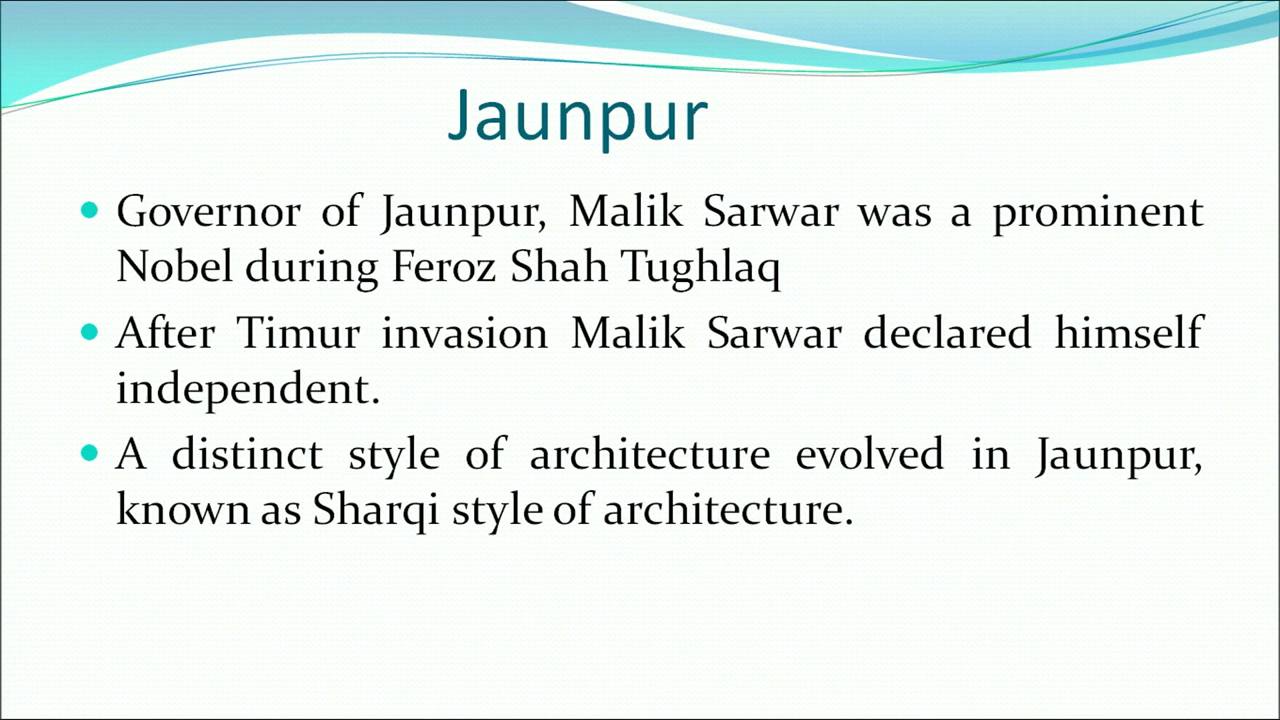 Jaunpur
• Governor of Jaunpur, Malik Sarwar was a prominent
Nobel during Feroz Shah Tughlaq
• After Timur invasion Malik Sarwar declared himself
independent.
• A distinct style of architecture evolved in Jaunpur,
known as Sharqi style of architecture.